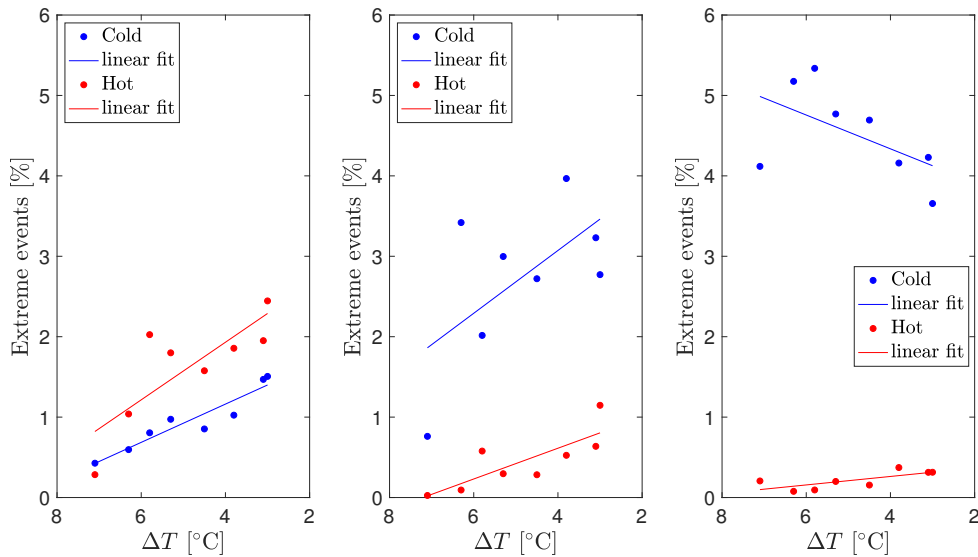 6
5
4
3
2
1
0
Extreme events [%]
Cold
linear fit
Hot
linear fit
8 6 4 2
ΔT [°C]
6
5
4
3
2
1
0
Extreme events [%]
Cold
linear fit
Hot
linear fit
8 6 4 2
ΔT [°C]
6
5
4
3
2
1
0
Extreme events [%]
Cold
linear fit
Hot
linear fit
8 6 4 2
ΔT [°C]